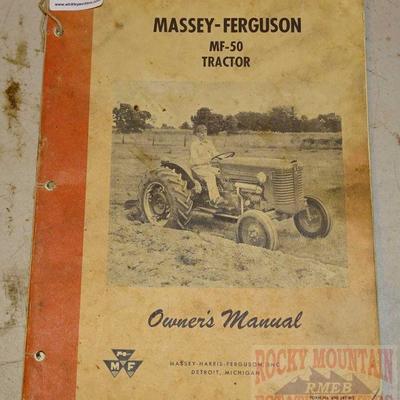 MASSEY-FERGUSON
MF-50
TRACTOR
Owner's Manual
MF
MASSEY-HARRIS-FERGUSON INC.
DETROIT, MICHIGAN
ROCKY MOUNTAIN
RMEB